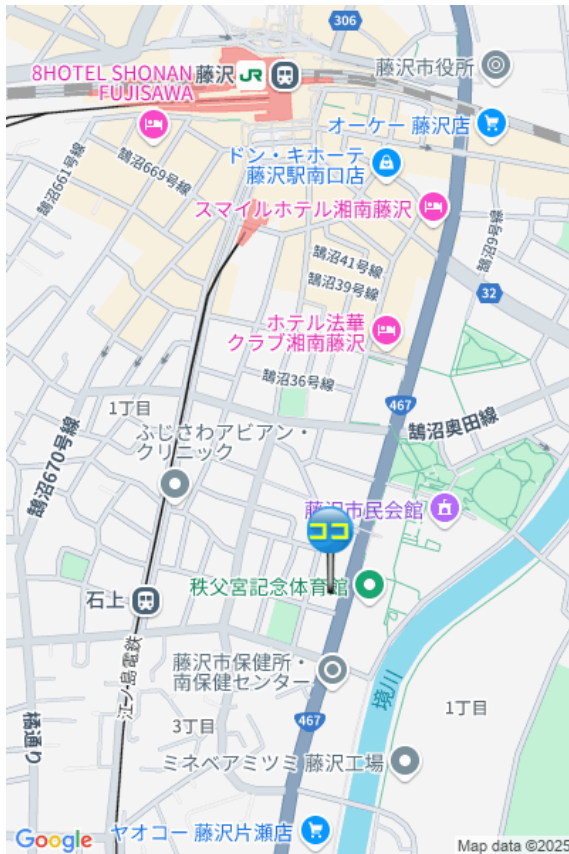 306
藤沢
JR
藤沢市役所
8HOTEL SHONAN
FUJISAWA
オーケー 藤沢店
ドン・キホーテ
藤沢駅南口店
鵠沼669号線
鵠沼661号線
スマイルホテル湘南藤沢
鵠沼9号線
鵠沼41号線
鵠沼39号線
32
ホテル法華
クラブ湘南藤沢
鵠沼36号線
1丁目
467
鵠沼奥田線
ふじさわアビアン・
クリニック
鵠沼670号線
藤沢市民会館
ココ
秩父宮記念体育館
石上
江ノ島電鉄
藤沢市保健所・
南保健センター
境川
1丁目
橘通り
3丁目
467
ミネベアミツミ 藤沢工場
ヤオコー 藤沢片瀬店
Google
Map data ©2025